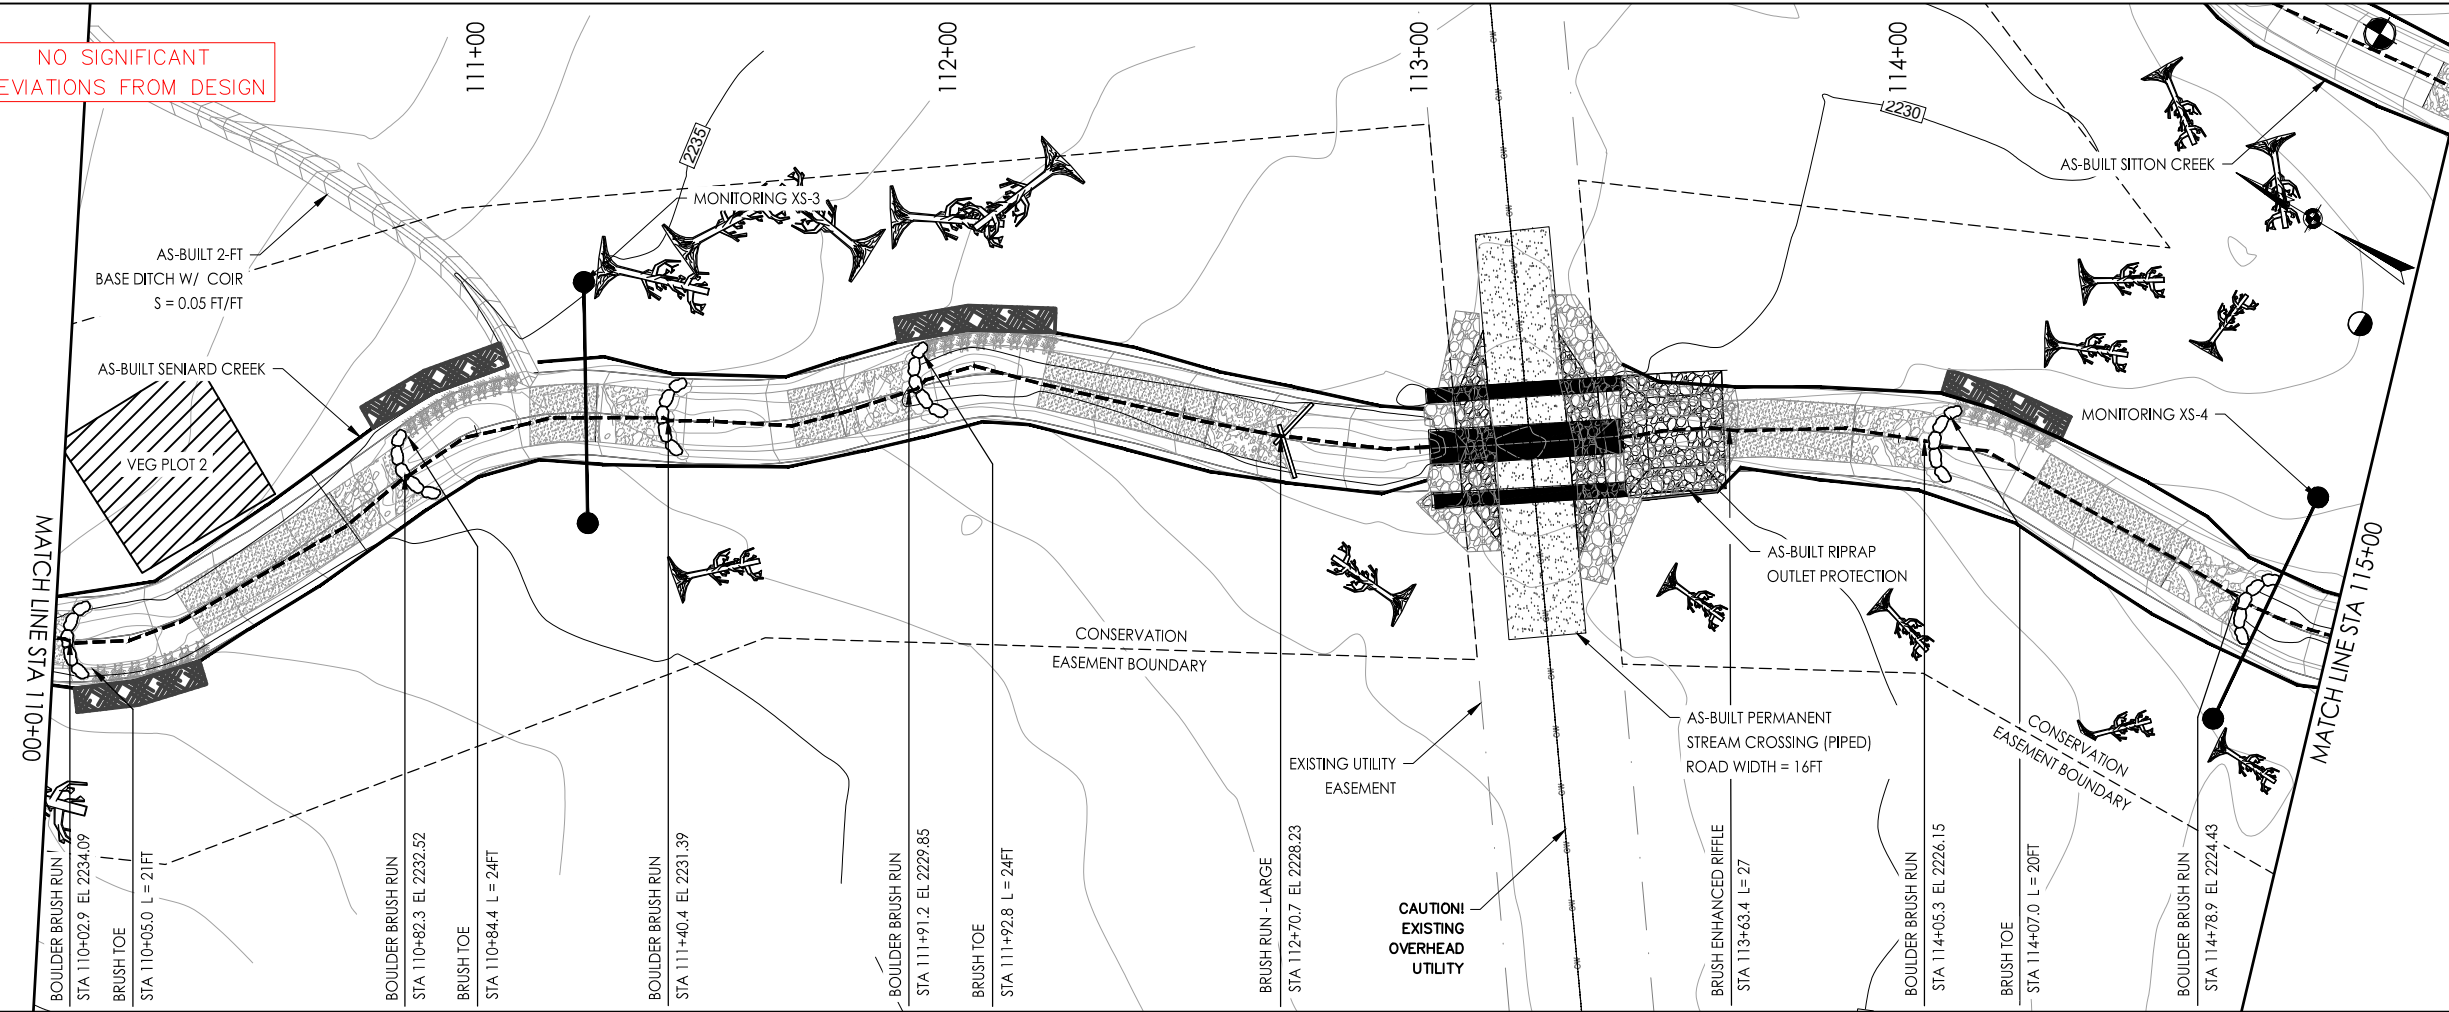 NO SIGNIFICANT
EVIATIONS FROM DESIGN
111+00
112+00
113+00
114+00
2235
2230
MONITORING XS-3
AS-BUILT SITTON CREEK
AS-BUILT 2-FT
BASE DITCH W/ COIR
S = 0.05 FT/FT
AS-BUILT SENIARD CREEK
VEG PLOT 2
MONITORING XS-4
MATCH LINE STA 110+00
MATCH LINE STA 115+00
AS-BUILT RIPRAP
OUTLET PROTECTION
CONSERVATION
EASEMENT BOUNDARY
AS-BUILT PERMANENT
STREAM CROSSING (PIPED)
ROAD WIDTH = 16FT
EXISTING UTILITY
EASEMENT
CONSERVATION
EASEMENT BOUNDARY
CAUTION!
EXISTING
OVERHEAD
UTILITY
BOULDER BRUSH RUN
STA 110+02.9 EL 2234.09
BRUSH TOE
STA 110+05.0 L = 21FT
BOULDER BRUSH RUN
STA 110+82.3 EL 2232.52
BRUSH TOE
STA 110+84.4 L = 24FT
BOULDER BRUSH RUN
STA 111+40.4 EL 2231.39
BOULDER BRUSH RUN
STA 111+91.2 EL 2229.85
BRUSH TOE
STA 111+92.8 L = 24FT
BRUSH RUN - LARGE
STA 112+70.7 EL 2228.23
BRUSH ENHANCED RIFFLE
STA 113+63.4 L= 27
BOULDER BRUSH RUN
STA 114+05.3 EL 2226.15
BRUSH TOE
STA 114+07.0 L = 20FT
BOULDER BRUSH RUN
STA 114+78.9 EL 2224.43